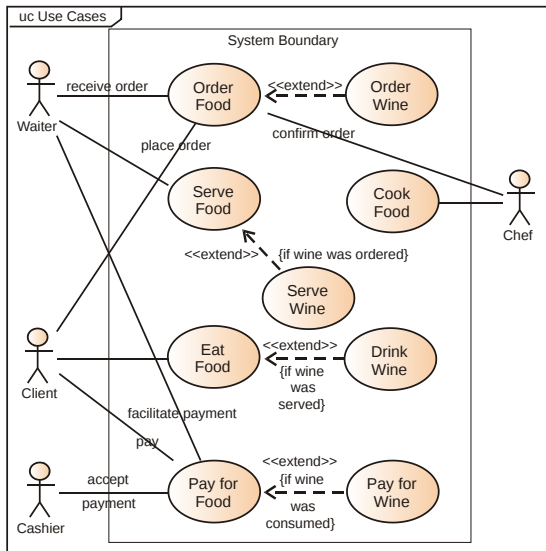 uc Use Cases
System Boundary
Order
Food
<<extend>>
Order
Wine
receive order
Waiter
place order
confirm order
Serve
Food
Cook
Food
Chef
<<extend>>
{if wine was ordered}
Serve
Wine
Eat
Food
<<extend>>
{if wine
was
served}
Drink
Wine
Client
facilitate payment
pay
accept
payment
Cashier
Pay for
Food
<<extend>>
{if wine
was
consumed}
Pay for
Wine